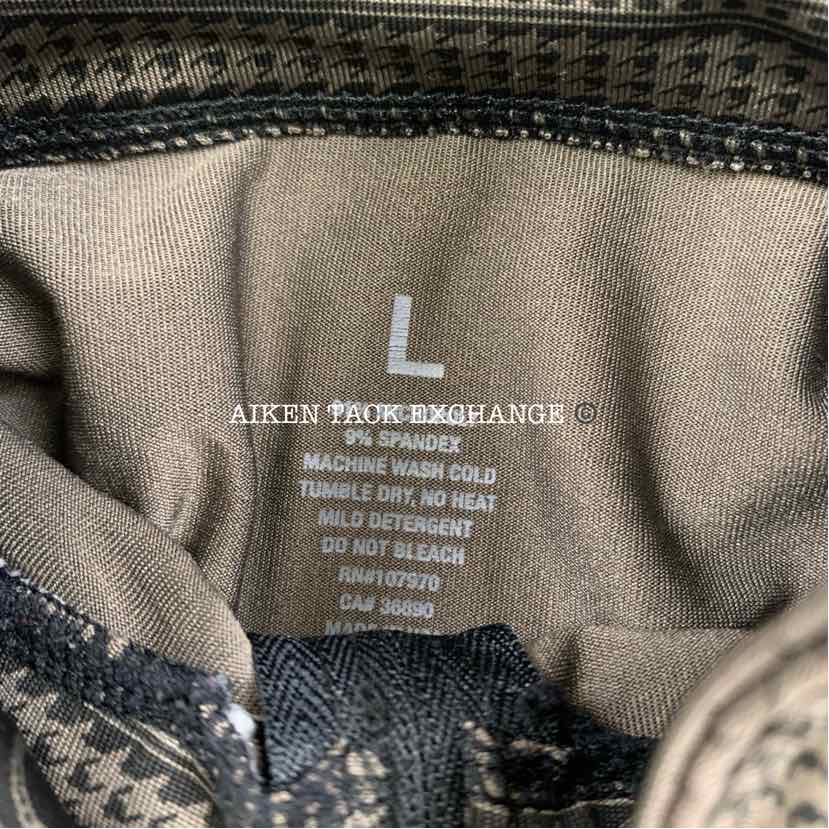 L
AIKEN TACK EXCHANGE ©
9% SPANDEX
MACHINE WASH COLD
TUMBLE DRY, NO HEAT
MILD DETERGENT
DO NOT BLEACH
RN#107970
CA# 36690